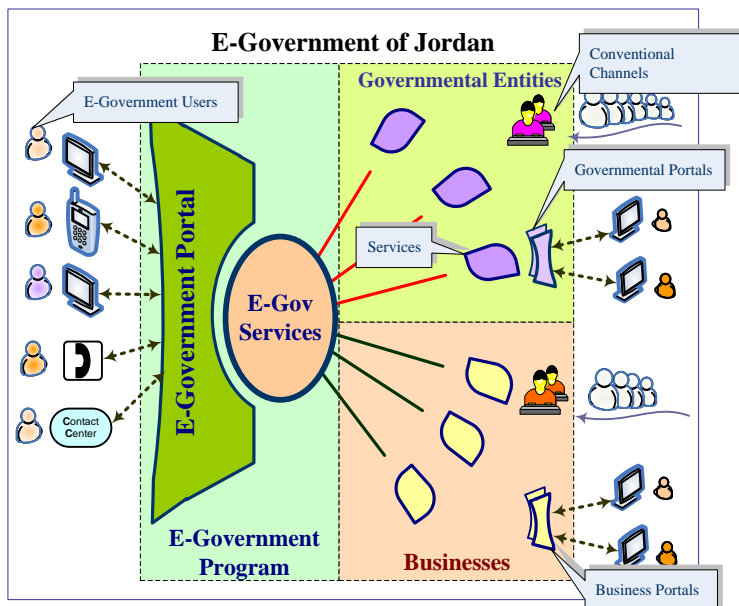 E-Government of Jordan
Conventional
Channels
Governmental Entities
E-Government Users
Governmental Portals
Services
E-Government Portal
E-Gov
Services
Contact
Center
E-Government
Program
Businesses
Business Portals